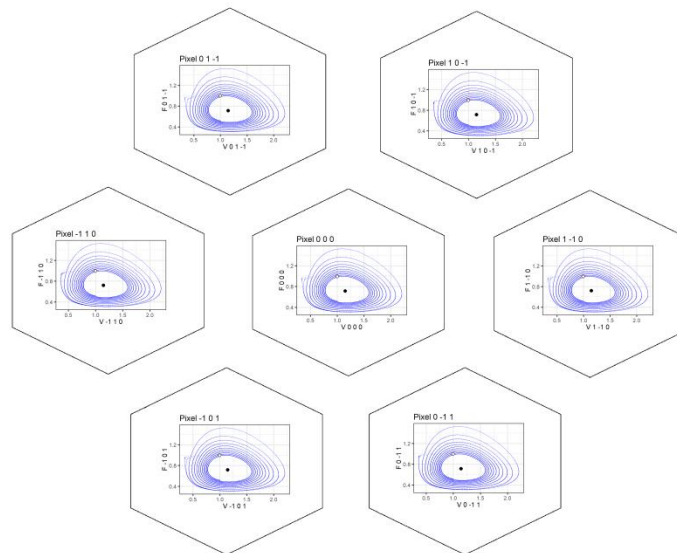 Pixel 0 1 -1
F 0 1 -1
1.2
0.8
0.4
0.5
1.0
1.5
2.0
V 0 1 -1
Pixel 1 0 -1
F 1 0 -1
1.2
0.8
0.4
0.5
1.0
1.5
2.0
V 1 0 -1
Pixel -1 1 0
F -1 1 0
1.2
0.8
0.4
0.5
1.0
1.5
2.0
V -1 1 0
Pixel 0 0 0
F 0 0 0
1.2
0.8
0.4
0.5
1.0
1.5
2.0
V 0 0 0
Pixel 1 -1 0
F 1 -1 0
1.2
0.8
0.4
0.5
1.0
1.5
2.0
V 1 -1 0
Pixel -1 0 1
F -1 0 1
1.2
0.8
0.4
0.5
1.0
1.5
2.0
V -1 0 1
Pixel 0 -1 1
F 0 -1 1
1.2
0.8
0.4
0.5
1.0
1.5
2.0
V 0 -1 1